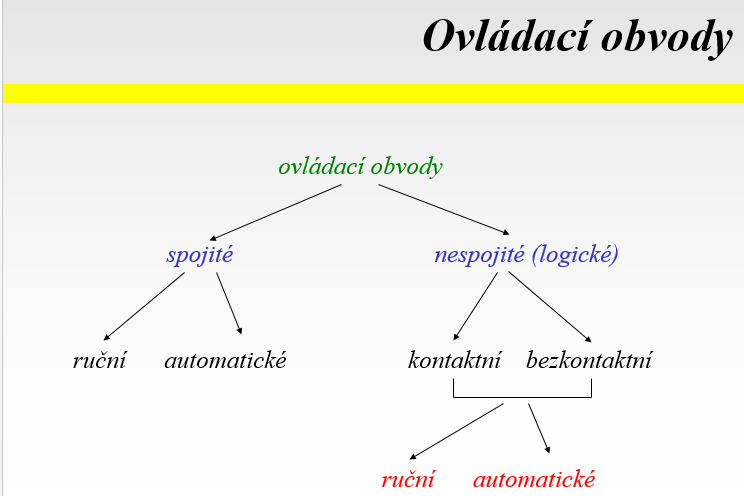 Ovládací obvody
ovládací obvody
spojité nespojité (logické)
ruční automatické kontaktní bezkontaktní
ruční automatické